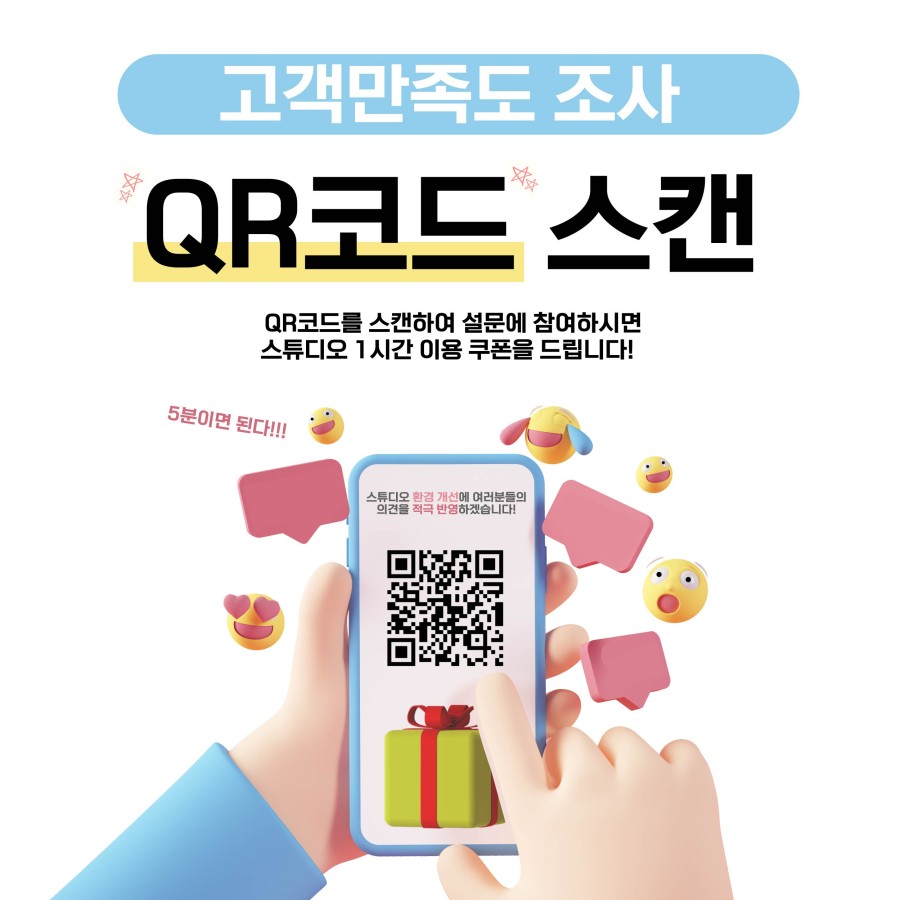 고객만족도 조사
QR코드 스캔
QR코드를 스캔하여 설문에 참여하시면
스튜디오 1시간 이용 쿠폰을 드립니다!
5분이면 된다!!!
스튜디오 환경 개선에 여러분들의
의견을 적극 반영하겠습니다!